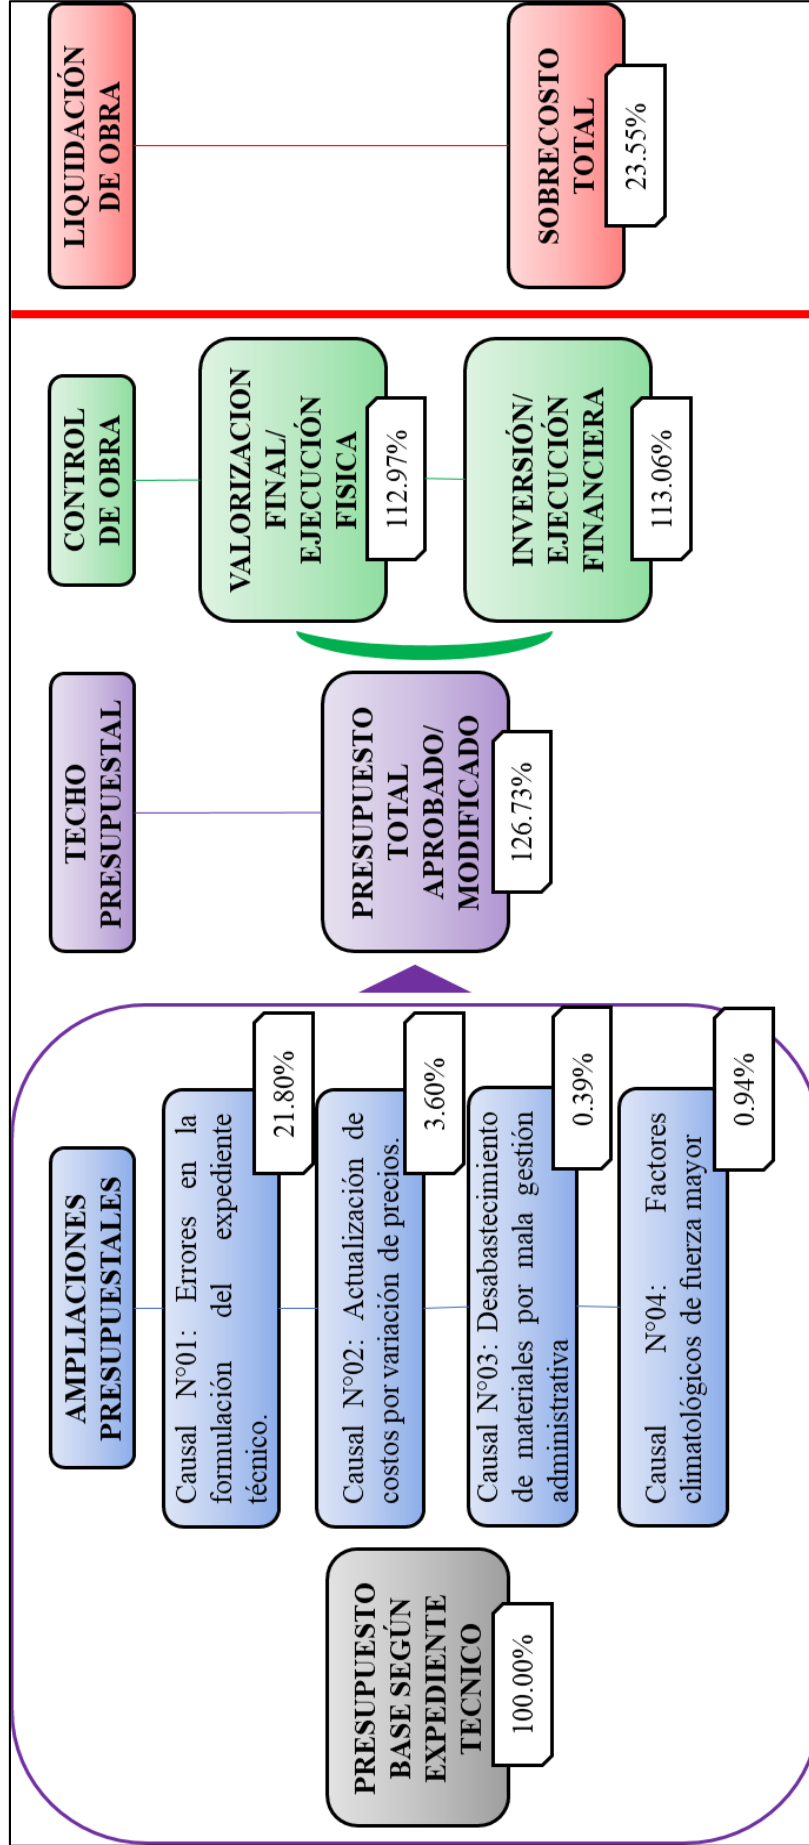 PRESUPUESTO
BASE SEGÚN
EXPEDIENTE
TECNICO
100.00%
AMPLIACIONES
PRESUPUESTALES
Causal N°01: Errores en la
formulación del expediente
técnico.
21.80%
Causal N°02: Actualización de
costos por variación de precios.
3.60%
Causal N°03: Desabastecimiento
de materiales por mala gestión
administrativa
0.39%
Causal N°04: Factores
climatológicos de fuerza mayor
0.94%
TECHO
PRESUPUESTAL
PRESUPUESTO
TOTAL
APROBADO/
MODIFICADO
126.73%
CONTROL
DE OBRA
VALORIZACION
FINAL/
EJECUCIÓN
FISICA
112.97%
INVERSIÓN/
EJECUCIÓN
FINANCIERA
113.06%
LIQUIDACIÓN
DE OBRA
SOBRECOSTO
TOTAL
23.55%